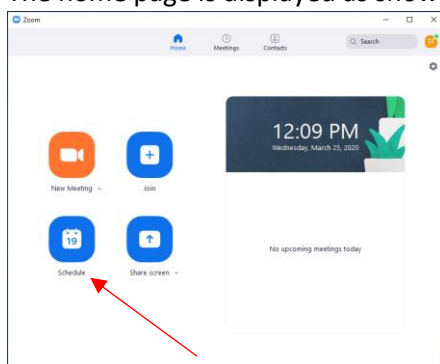 The home page is displayed as show
Zoom
Home
Meetings
Contacts
Search
TC
12:09 PM
Wednesday, March 25, 2020
New Meeting
Join
19
Schedule
Share screen
No upcoming meetings today